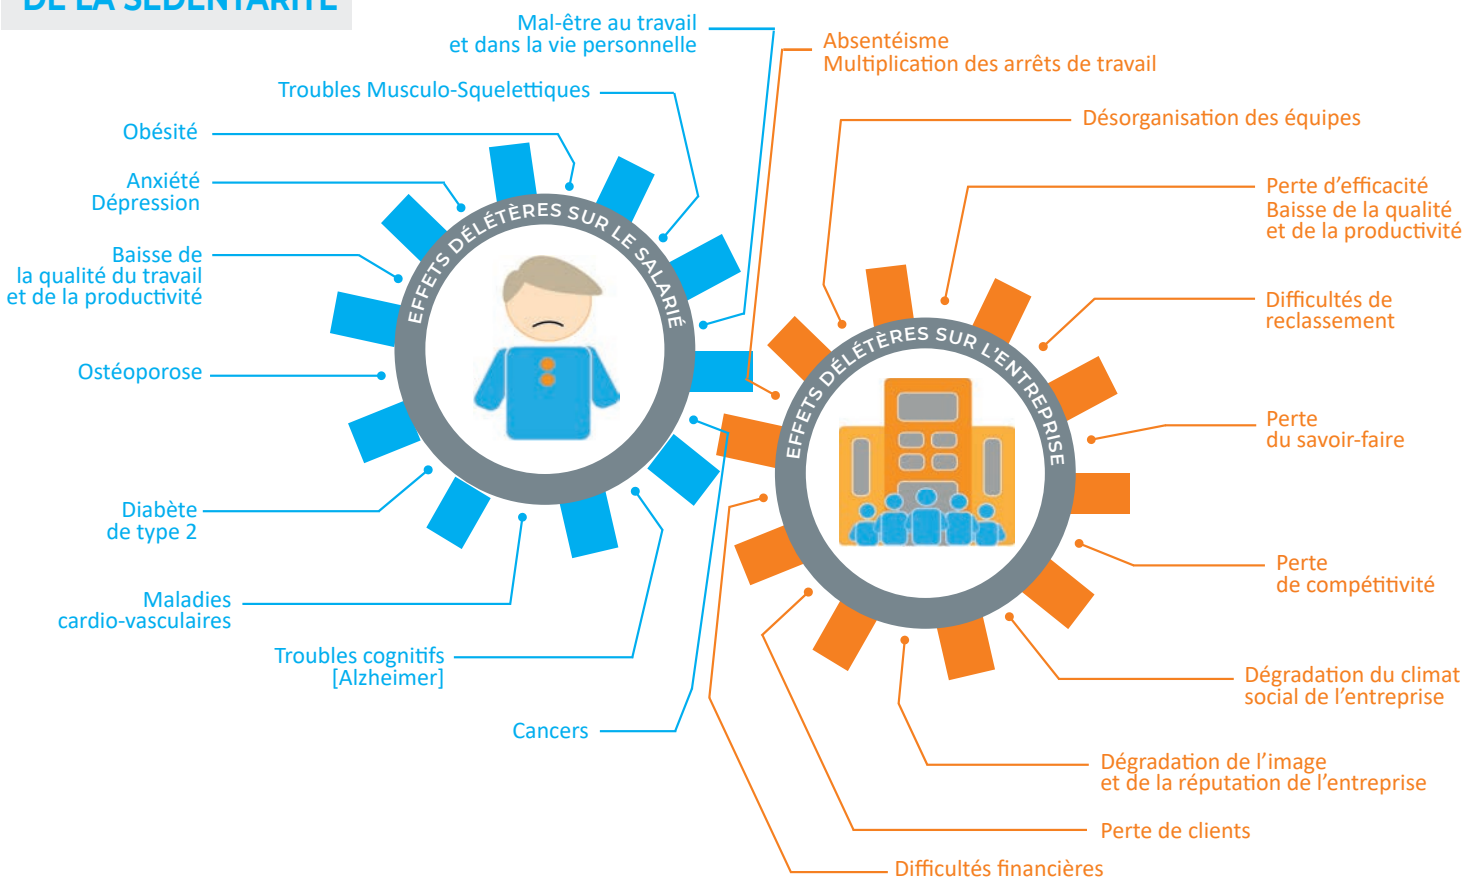 DE LA SÉDENTARITÉ
Mal-être au travail
et dans la vie personnelle
Troubles Musculo-Squelettiques
Obésité
Anxiété
Dépression
Baisse de
la qualité du travail
et de la productivité
Ostéoporose
Diabète
de type 2
Maladies
cardio-vasculaires
Troubles cognitifs
[Alzheimer]
Cancers
EFFETS DÉLÉTÈRES SUR LE SALARIÉ
Absentéisme
Multiplication des arrêts de travail
Désorganisation des équipes
Perte d’efficacité
Baisse de la qualité
et de la productivité
Difficultés de
reclassement
Perte
du savoir-faire
Perte
de compétitivité
Dégradation du climat
social de l’entreprise
Dégradation de l’image
et de la réputation de l’entreprise
Perte de clients
Difficultés financières
EFFETS DÉLÉTÈRES SUR L’ENTREPRISE